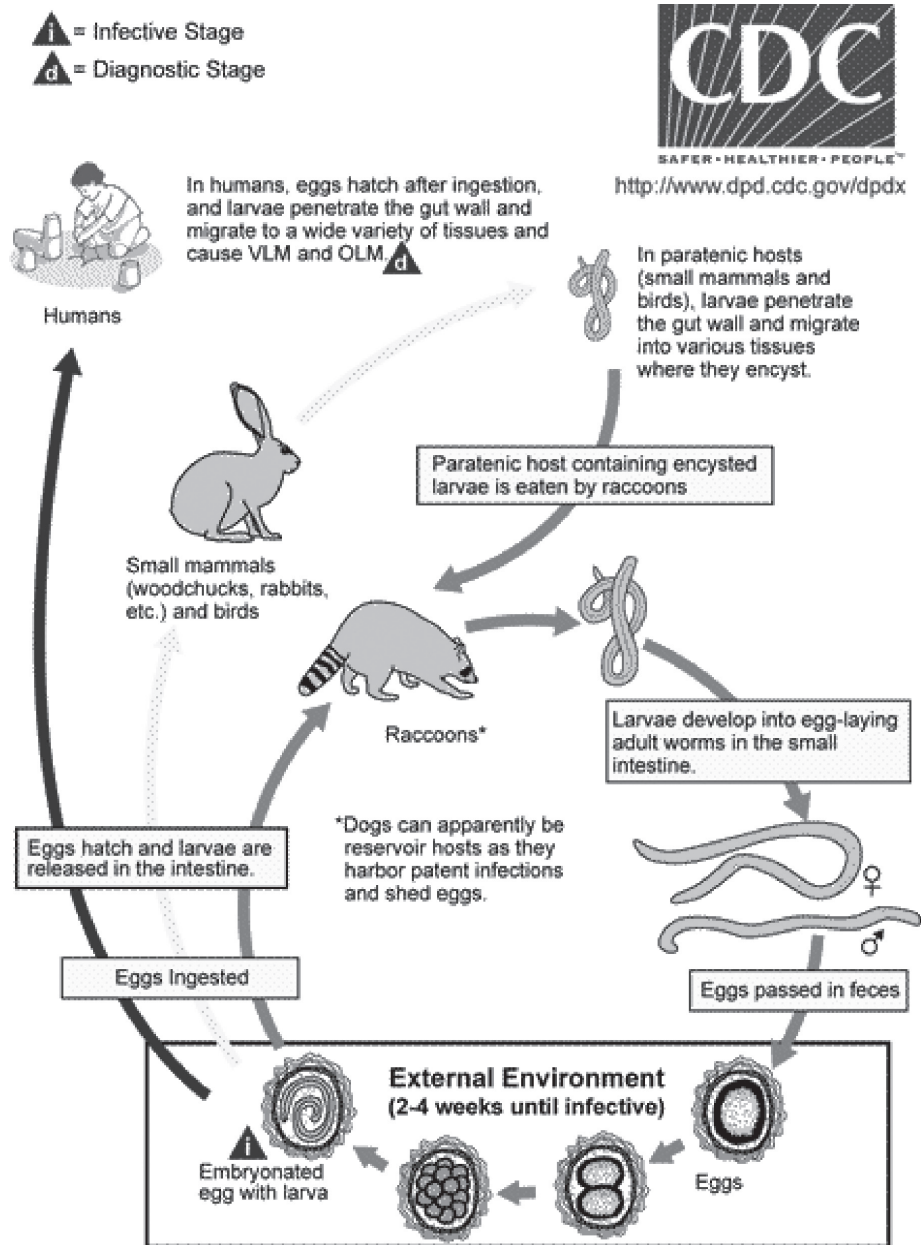 i = Infective Stage
d = Diagnostic Stage
CDC
SAFER • HEALTHIER • PEOPLE™
http://www.dpd.cdc.gov/dpdx
In humans, eggs hatch after ingestion,
and larvae penetrate the gut wall and
migrate to a wide variety of tissues and
cause VLM and OLM. d
Humans
In paratenic hosts
(small mammals and
birds), larvae penetrate
the gut wall and migrate
into various tissues
where they encyst.
Paratenic host containing encysted
larvae is eaten by raccoons
Small mammals
(woodchucks, rabbits,
etc.) and birds
Raccoons*
Larvae develop into egg-laying
adult worms in the small
intestine.
*Dogs can apparently be
reservoir hosts as they
harbor patent infections
and shed eggs.
♀
♂
Eggs hatch and larvae are
released in the intestine.
Eggs Ingested
Eggs passed in feces
External Environment
(2-4 weeks until infective)
i
Embryonated
egg with larva
Eggs